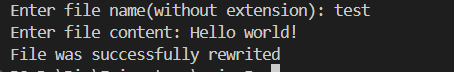 Enter file name(without extension): test
Enter file content: Hello world!
File was successfully rewrited